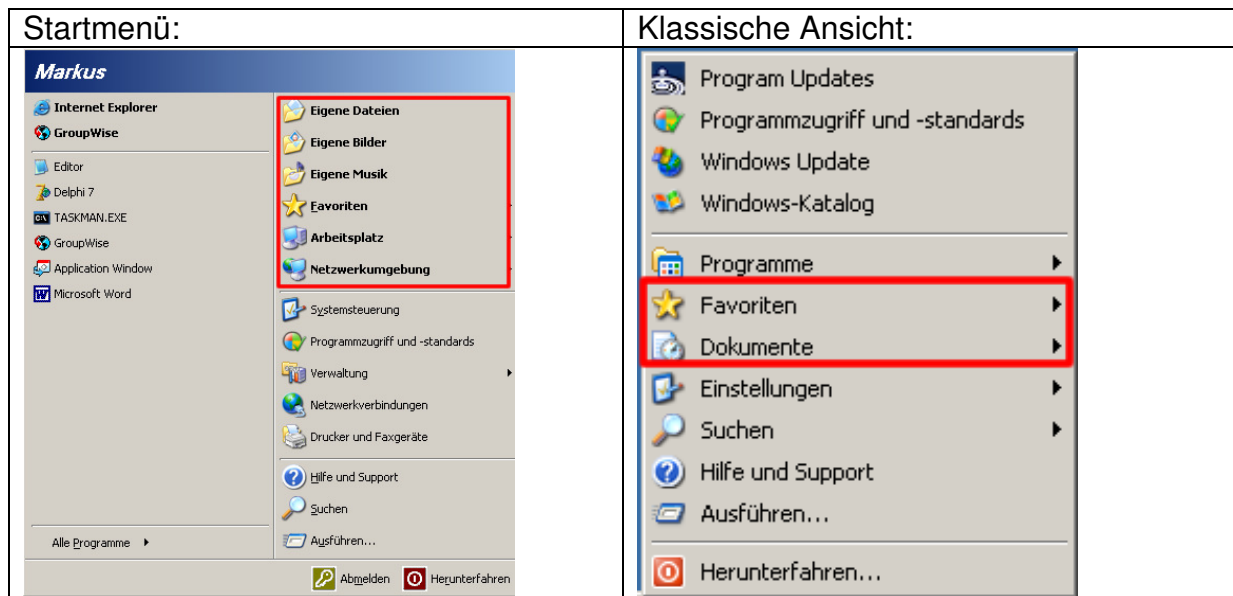 Startmenü:
Markus
Internet Explorer
GroupWise
Editor
Delphi 7
TASKMAN.EXE
GroupWise
Application Window
Microsoft Word
Alle Programme
Eigene Dateien
Eigene Bilder
Eigene Musik
Favoriten
Arbeitsplatz
Netzwerkumgebung
Systemsteuerung
Programmzugriff und -standards
Verwaltung
Netzwerkverbindungen
Drucker und Faxgeräte
Hilfe und Support
Suchen
Ausführen...
Abmelden Herunterfahren
Klassische Ansicht:
Program Updates
Programmzugriff und -standards
Windows Update
Windows-Katalog
Programme
Favoriten
Dokumente
Einstellungen
Suchen
Hilfe und Support
Ausführen...
Herunterfahren...